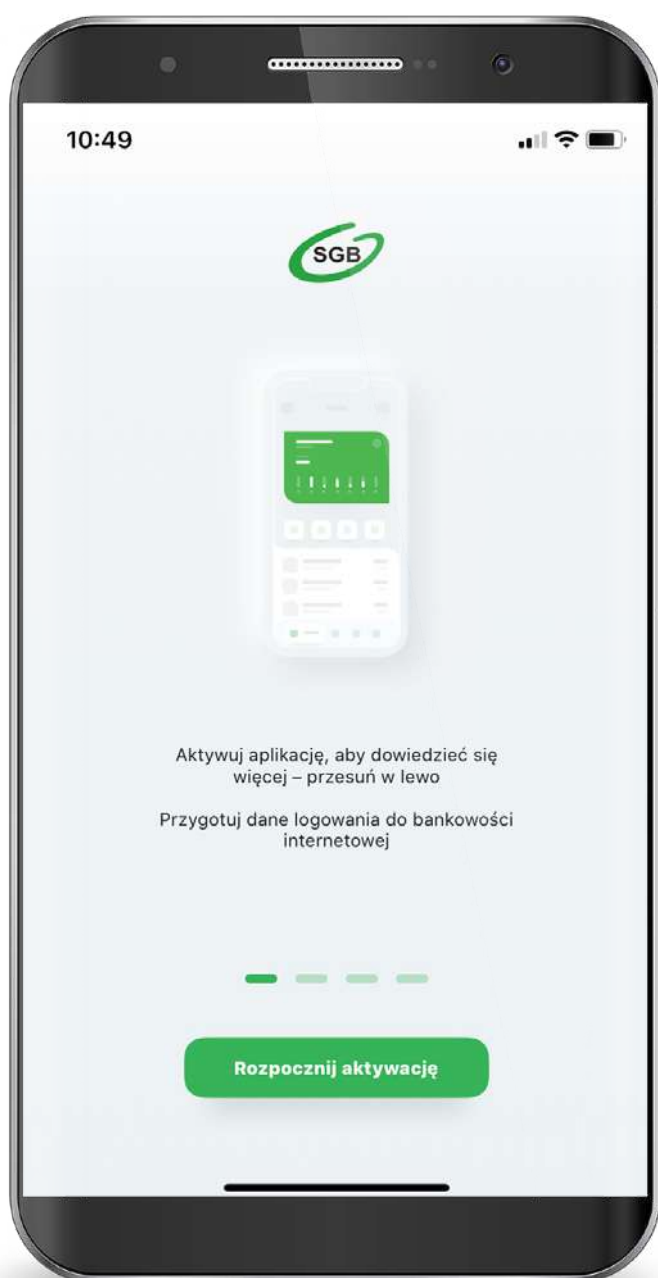 10:49
SGB
Aktywuj aplikację, aby dowiedzieć się
więcej – przesuń w lewo
Przygotuj dane logowania do bankowości
internetowej
Rozpocznij aktywację